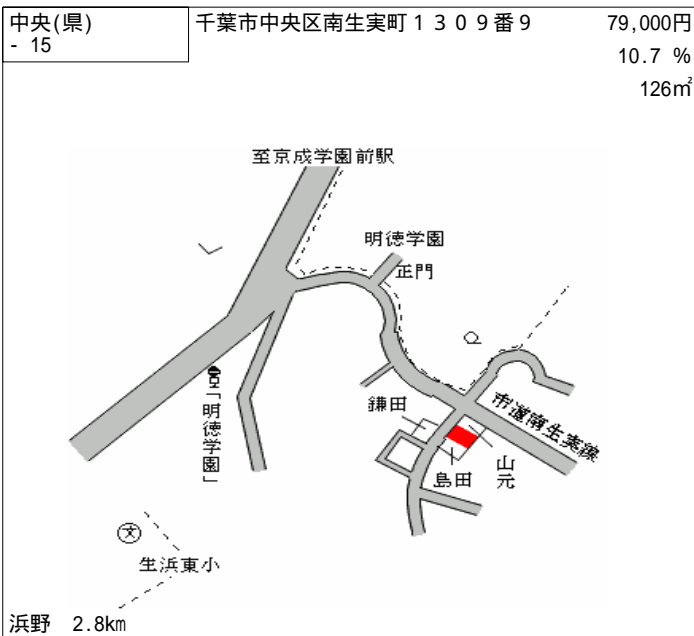 中央(県)
- 15
千葉市中央区南生実町１３０９番９
79,000円
10.7 %
126㎡
至京成学園前駅
明徳学園
正門
「明徳学園」
鎌田
市道南生実線
島田
山元
文
生浜東小
浜野 2.8km